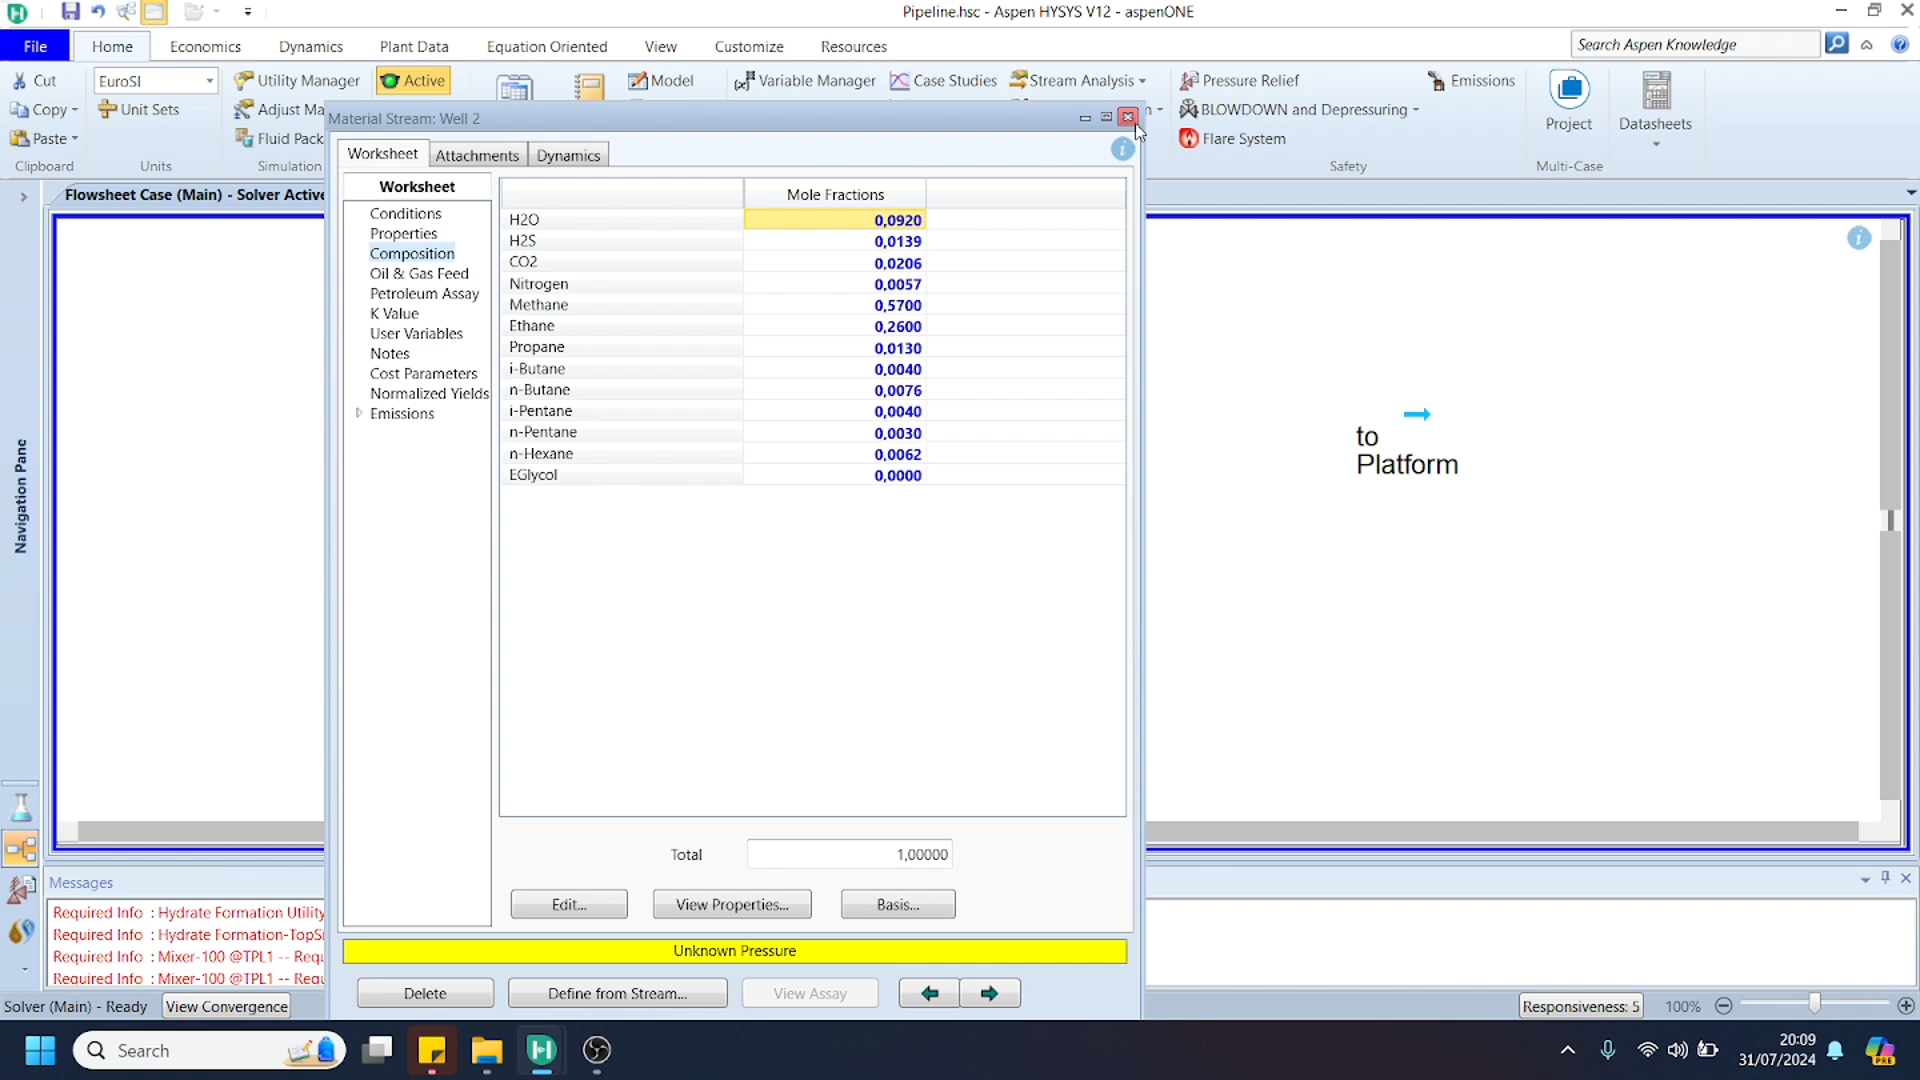 Pipeline.hsc - Aspen HYSYS V12 - aspenONE
File Home Economics Dynamics Plant Data Equation Oriented View Customize Resources
Search Aspen Knowledge
Cut
Copy
Paste
Clipboard
EuroSI
Unit Sets
Units
Utility Manager
Adjust Ma
Fluid Pack
Simulation
Active
Model
Variable Manager
Case Studies
Stream Analysis
Pressure Relief
BLOWDOWN and Depressuring
Flare System
Emissions
Safety
Project
Multi-Case
Datasheets
Flowsheet Case (Main) - Solver Active
Material Stream: Well 2
Worksheet Attachments Dynamics
Worksheet
Conditions
Properties
Composition
Oil & Gas Feed
Petroleum Assay
K Value
User Variables
Notes
Cost Parameters
Normalized Yields
Emissions
Mole Fractions
H2O 0,0920
H2S 0,0139
CO2 0,0206
Nitrogen 0,0057
Methane 0,5700
Ethane 0,2600
Propane 0,0130
i-Butane 0,0040
n-Butane 0,0076
i-Pentane 0,0040
n-Pentane 0,0030
n-Hexane 0,0062
EGlycol 0,0000
Total 1,00000
Edit... View Properties... Basis...
Unknown Pressure
Delete Define from Stream... View Assay
to
Platform
Navigation Pane
Messages
Required Info : Hydrate Formation Utility
Required Info : Hydrate Formation-TopSi
Required Info : Mixer-100 @TPL1 -- Requ
Required Info : Mixer-100 @TPL1 -- Requ
Solver (Main) - Ready View Convergence
Responsiveness: 5 100%
Search
20:09
31/07/2024
PRE